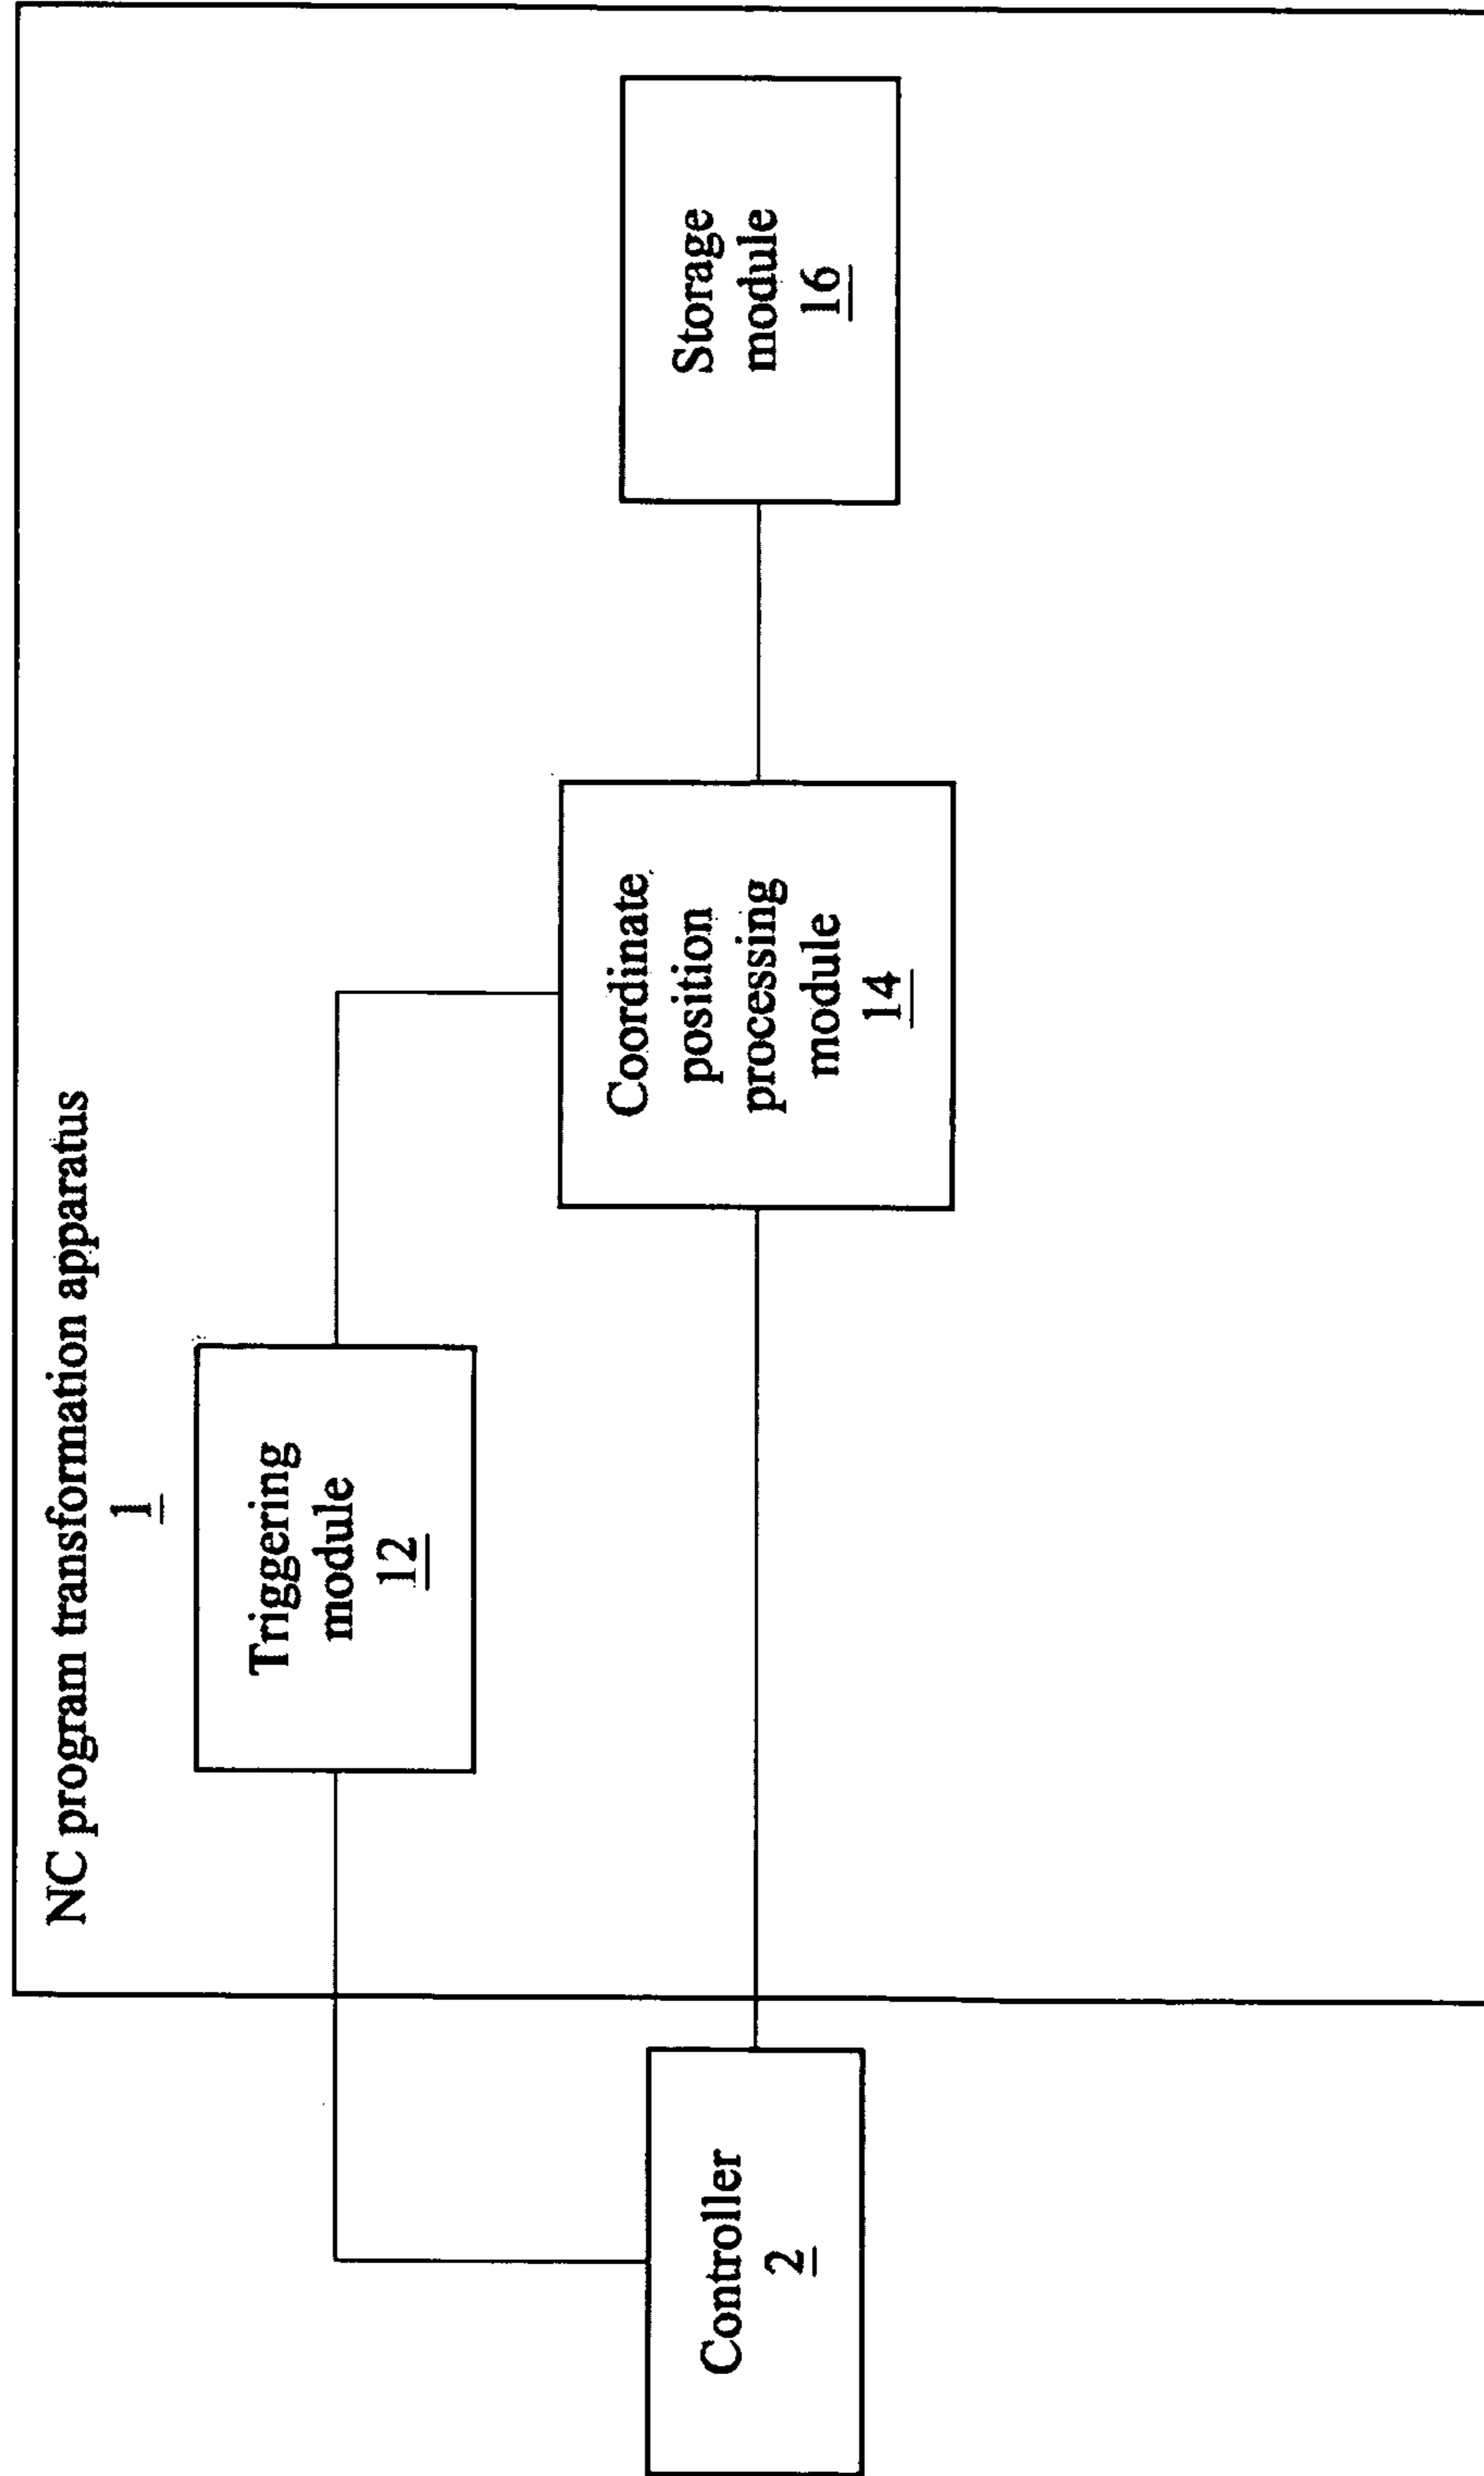 NC program transformation apparatus
1
Triggering
module
12
Controller
2
Coordinate
position
processing
module
14
Storage
module
16